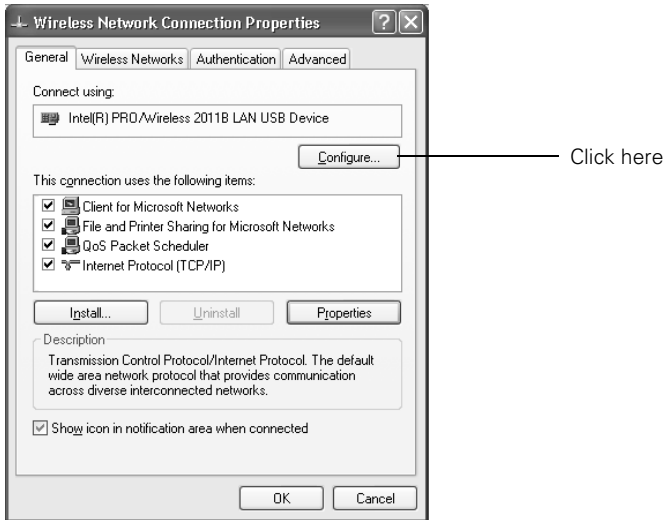 Wireless Network Connection Properties
General Wireless Networks Authentication Advanced
Connect using:
Intel(R) PRO/Wireless 2011B LAN USB Device
Configure...
Click here
This connection uses the following items:
Client for Microsoft Networks
File and Printer Sharing for Microsoft Networks
QoS Packet Scheduler
Internet Protocol (TCP/IP)
Install... Uninstall Properties
Description
Transmission Control Protocol/Internet Protocol. The default
wide area network protocol that provides communication
across diverse interconnected networks.
Show icon in notification area when connected
OK Cancel